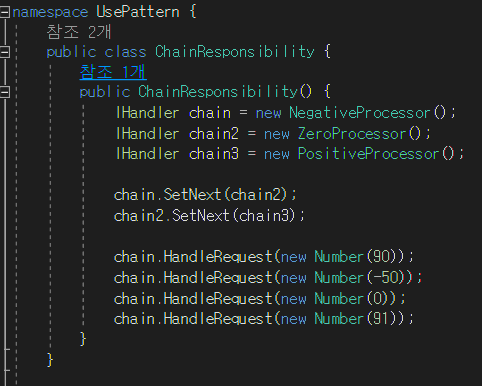 namespace UsePattern {
참조 2개
public class ChainResponsibility {
참조 1개
public ChainResponsibility() {
IHandler chain = new NegativeProcessor();
IHandler chain2 = new ZeroProcessor();
IHandler chain3 = new PositiveProcessor();
chain.SetNext(chain2);
chain2.SetNext(chain3);
chain.HandleRequest(new Number(90));
chain.HandleRequest(new Number(-50));
chain.HandleRequest(new Number(0));
chain.HandleRequest(new Number(91));
}
}